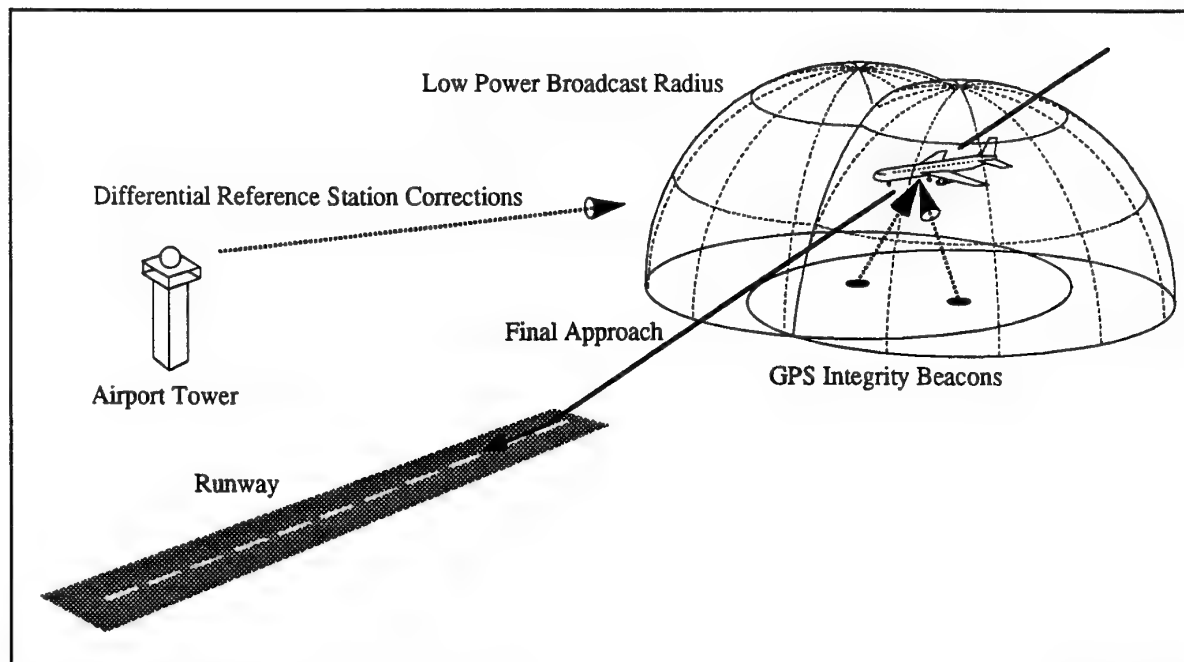 Low Power Broadcast Radius
Differential Reference Station Corrections
Final Approach
GPS Integrity Beacons
Airport Tower
Runway